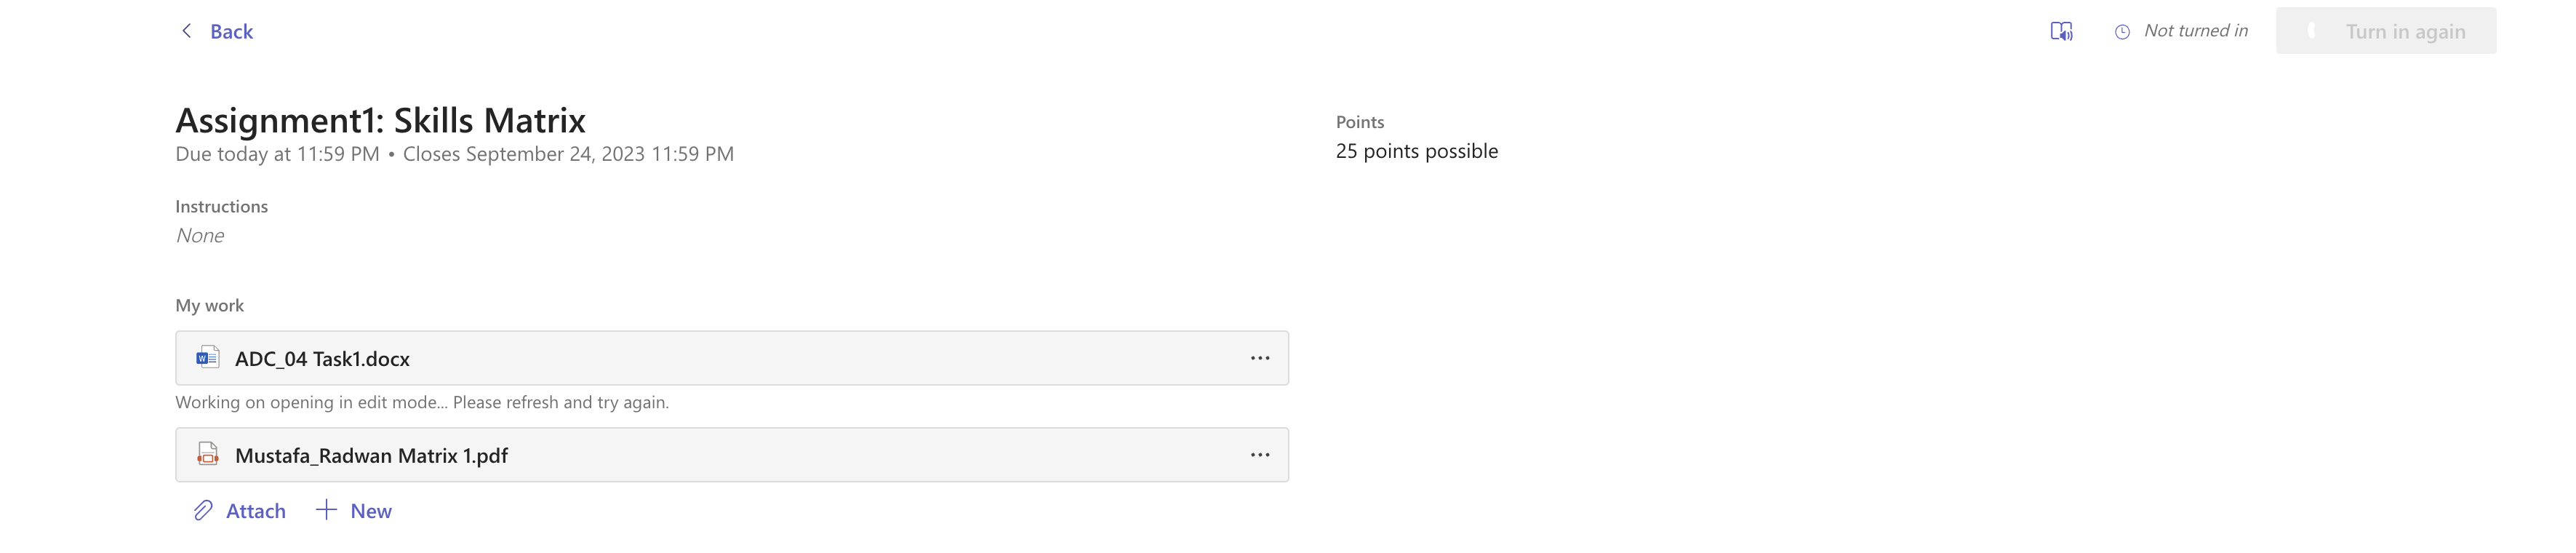 Back
Not turned in
Turn in again
Assignment1: Skills Matrix
Due today at 11:59 PM • Closes September 24, 2023 11:59 PM
Points
25 points possible
Instructions
None
My work
ADC_04 Task1.docx
Working on opening in edit mode... Please refresh and try again.
Mustafa_Radwan Matrix 1.pdf
Attach
New